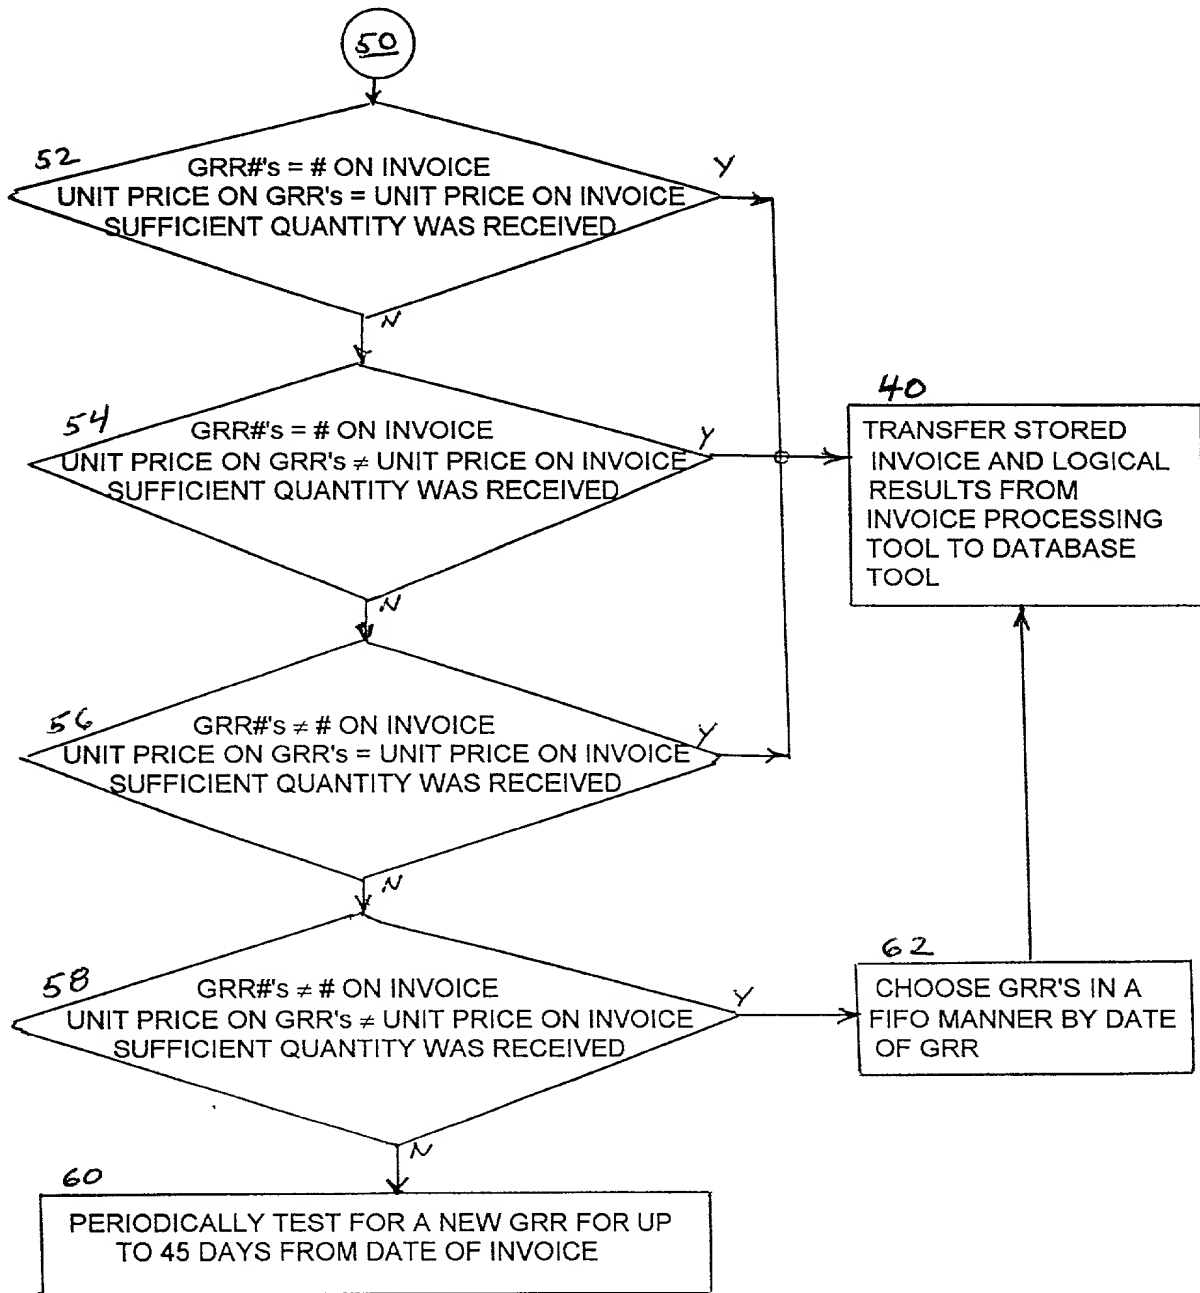 50
52
GRR#'s = # ON INVOICE
UNIT PRICE ON GRR's = UNIT PRICE ON INVOICE
SUFFICIENT QUANTITY WAS RECEIVED
Y
N
54
GRR#'s = # ON INVOICE
UNIT PRICE ON GRR's ≠ UNIT PRICE ON INVOICE
SUFFICIENT QUANTITY WAS RECEIVED
Y
N
40
TRANSFER STORED
INVOICE AND LOGICAL
RESULTS FROM
INVOICE PROCESSING
TOOL TO DATABASE
TOOL
56
GRR#'s ≠ # ON INVOICE
UNIT PRICE ON GRR's = UNIT PRICE ON INVOICE
SUFFICIENT QUANTITY WAS RECEIVED
Y
N
58
GRR#'s ≠ # ON INVOICE
UNIT PRICE ON GRR's ≠ UNIT PRICE ON INVOICE
SUFFICIENT QUANTITY WAS RECEIVED
Y
N
62
CHOOSE GRR'S IN A
FIFO MANNER BY DATE
OF GRR
60
PERIODICALLY TEST FOR A NEW GRR FOR UP
TO 45 DAYS FROM DATE OF INVOICE